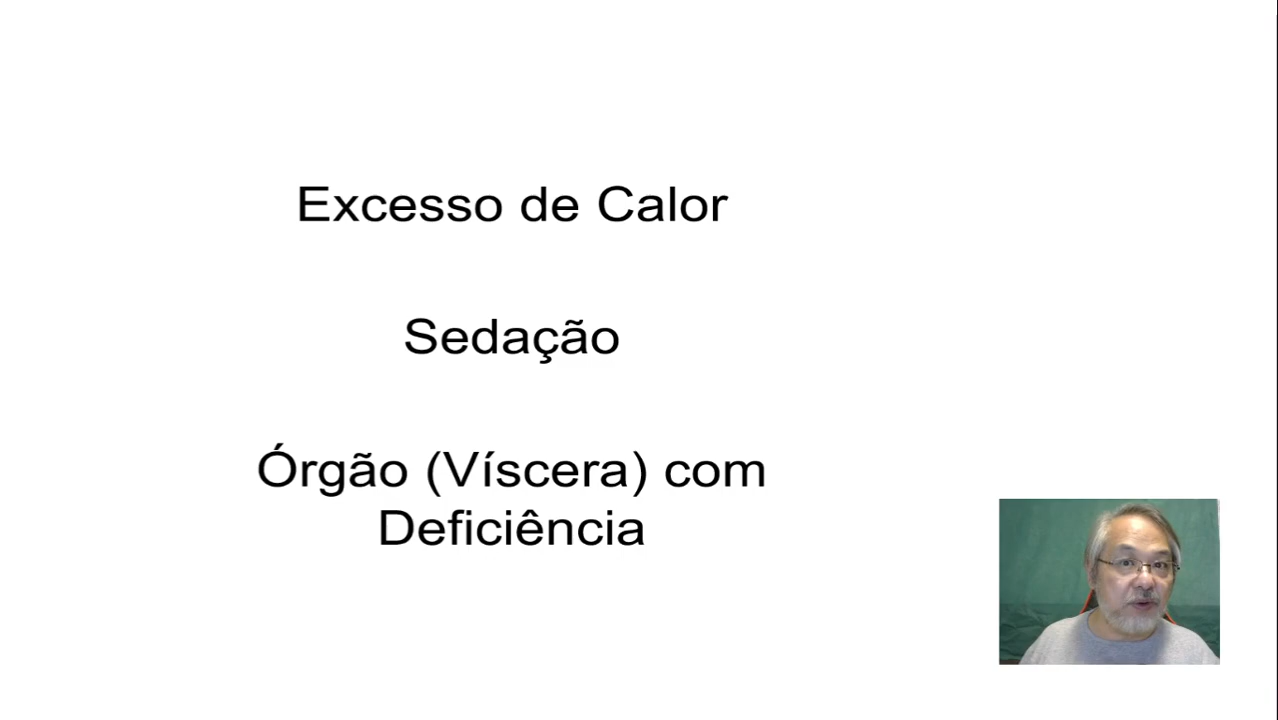 Excesso de Calor
Sedação
Órgão (Víscera) com
Deficiência